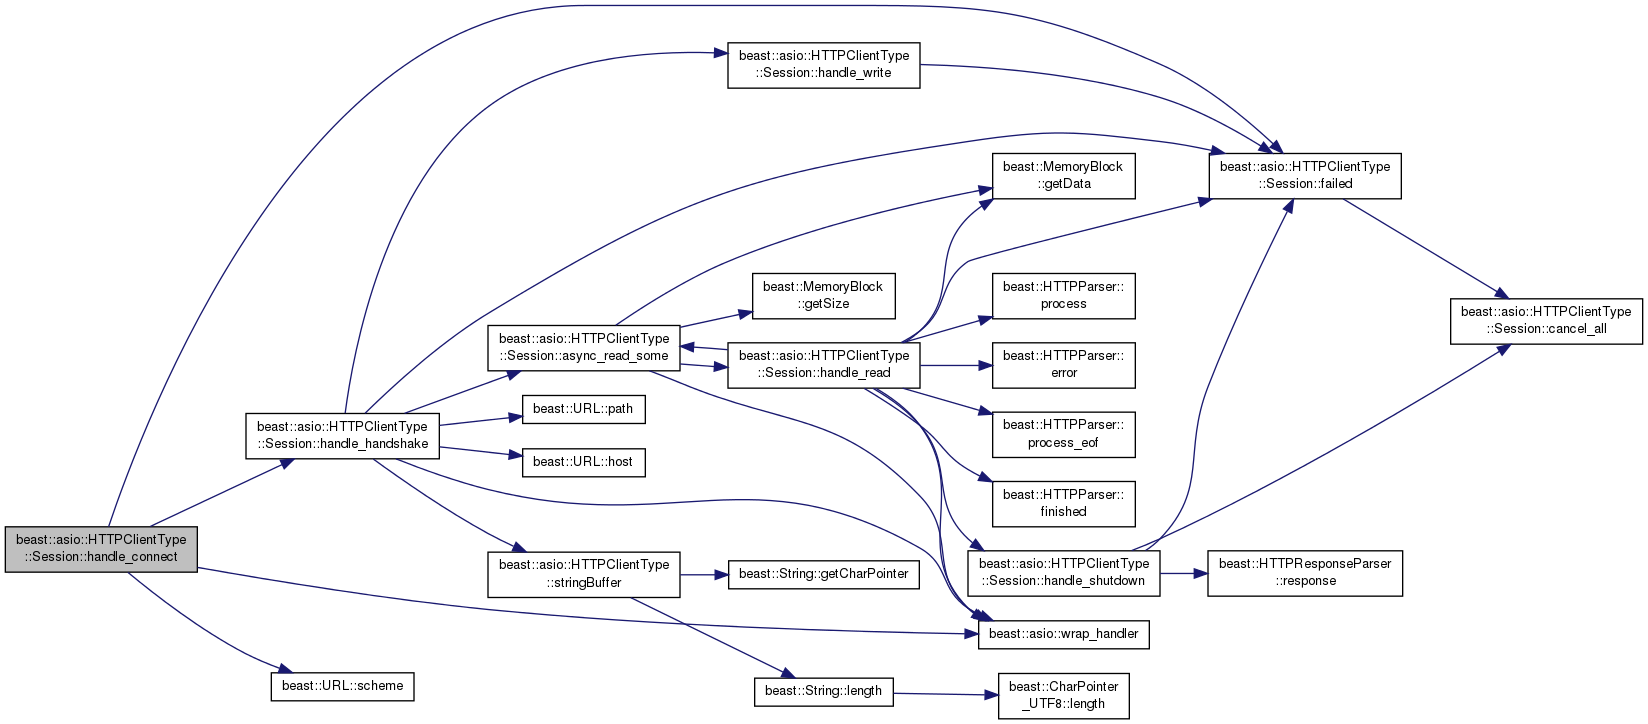 beast::asio::HTTPClientType
::Session::handle_connect
beast::asio::HTTPClientType
::Session::handle_handshake
beast::URL::scheme
beast::asio::HTTPClientType
::Session::async_read_some
beast::URL::path
beast::URL::host
beast::asio::HTTPClientType
::stringBuffer
beast::asio::HTTPClientType
::Session::handle_write
beast::MemoryBlock
::getSize
beast::asio::HTTPClientType
::Session::handle_read
beast::String::getCharPointer
beast::String::length
beast::MemoryBlock
::getData
beast::HTTPParser::
process
beast::HTTPParser::
error
beast::HTTPParser::
process_eof
beast::HTTPParser::
finished
beast::asio::HTTPClientType
::Session::handle_shutdown
beast::asio::wrap_handler
beast::CharPointer
_UTF8::length
beast::asio::HTTPClientType
::Session::failed
beast::HTTPResponseParser
::response
beast::asio::HTTPClientType
::Session::cancel_all